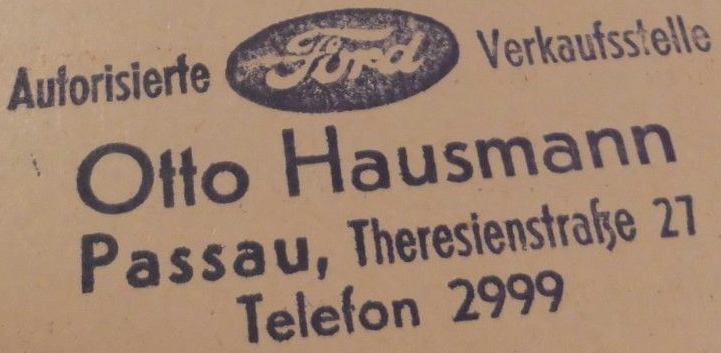 Autorisierte Ford Verkaufsstelle
Otto Hausmann
Passau, Theresienstraße 27
Telefon 2999